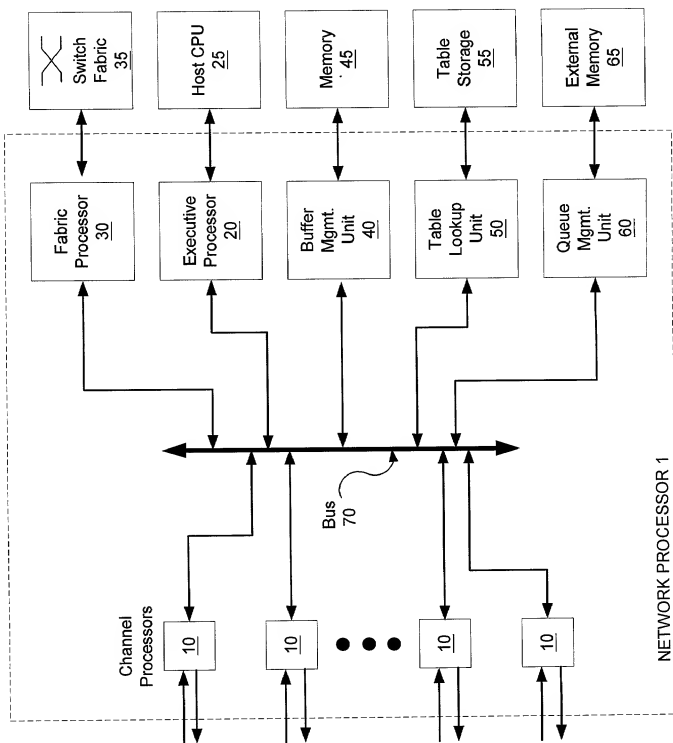 Switch
Fabric
35
Host CPU
25
Memory
45
Table
Storage
55
External
Memory
65
Fabric
Processor
30
Executive
Processor
20
Buffer
Mgmt.
Unit
40
Table
Lookup
Unit
50
Queue
Mgmt.
Unit
60
Bus
70
Channel
Processors
10
10
10
10
NETWORK PROCESSOR 1